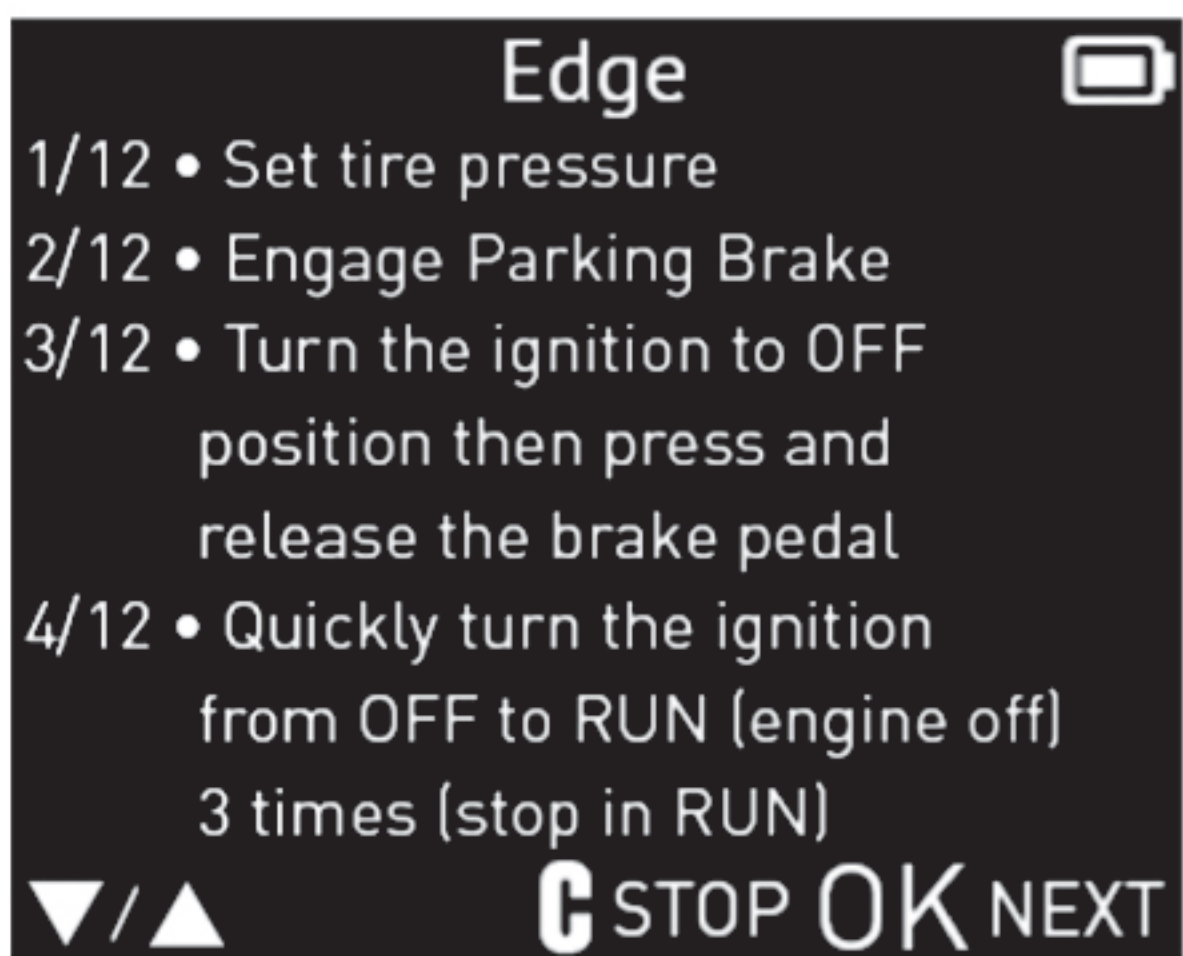 Edge
1/12 • Set tire pressure
2/12 • Engage Parking Brake
3/12 • Turn the ignition to OFF
position then press and
release the brake pedal
4/12 • Quickly turn the ignition
from OFF to RUN (engine off)
3 times (stop in RUN)
▼/▲ C STOP OK NEXT